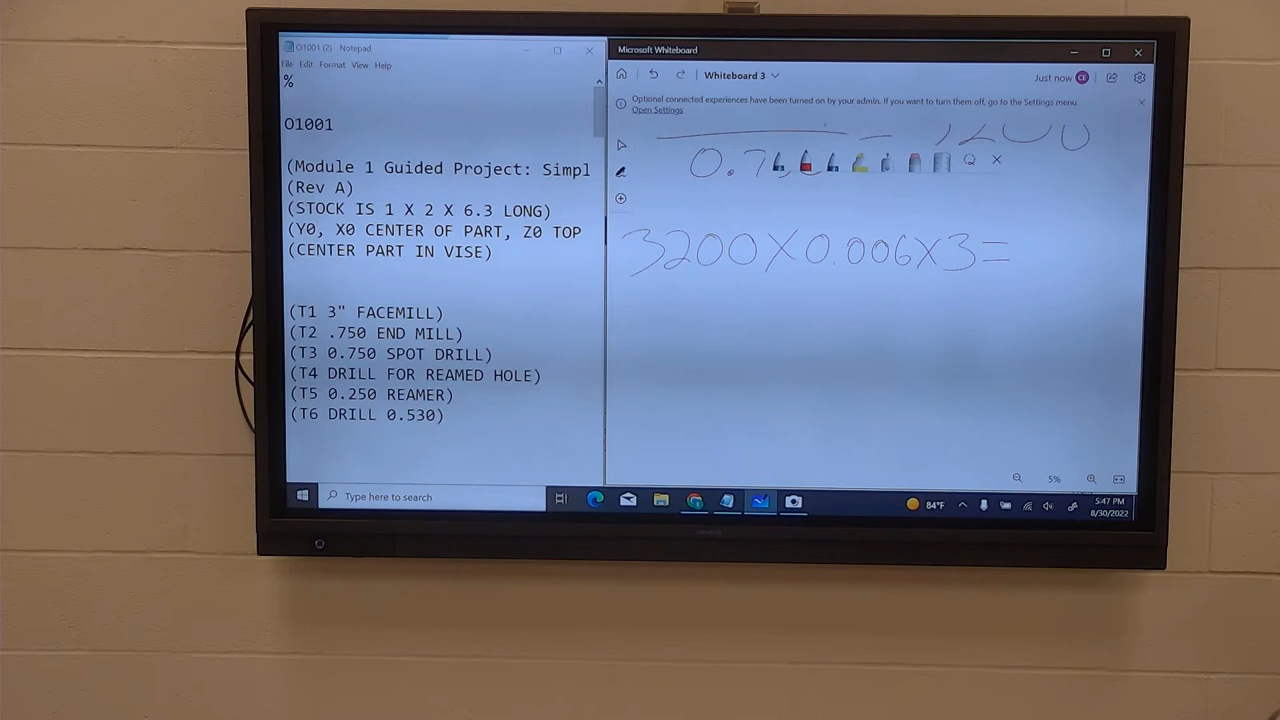 O1001 (2) - Notepad
File Edit Format View Help
%
O1001
(Module 1 Guided Project: Simpl
(Rev A)
(STOCK IS 1 X 2 X 6.3 LONG)
(Y0, X0 CENTER OF PART, Z0 TOP
(CENTER PART IN VISE)
(T1 3" FACEMILL)
(T2 .750 END MILL)
(T3 0.750 SPOT DRILL)
(T4 DRILL FOR REAMED HOLE)
(T5 0.250 REAMER)
(T6 DRILL 0.530)
Microsoft Whiteboard
Whiteboard 3
Just now CE
Optional connected experiences have been turned on by your admin. If you want to turn them off, go to the Settings menu.
Open Settings
0.7
3200X0.006X3=
5%
Type here to search
84°F
5:47 PM
8/30/2022